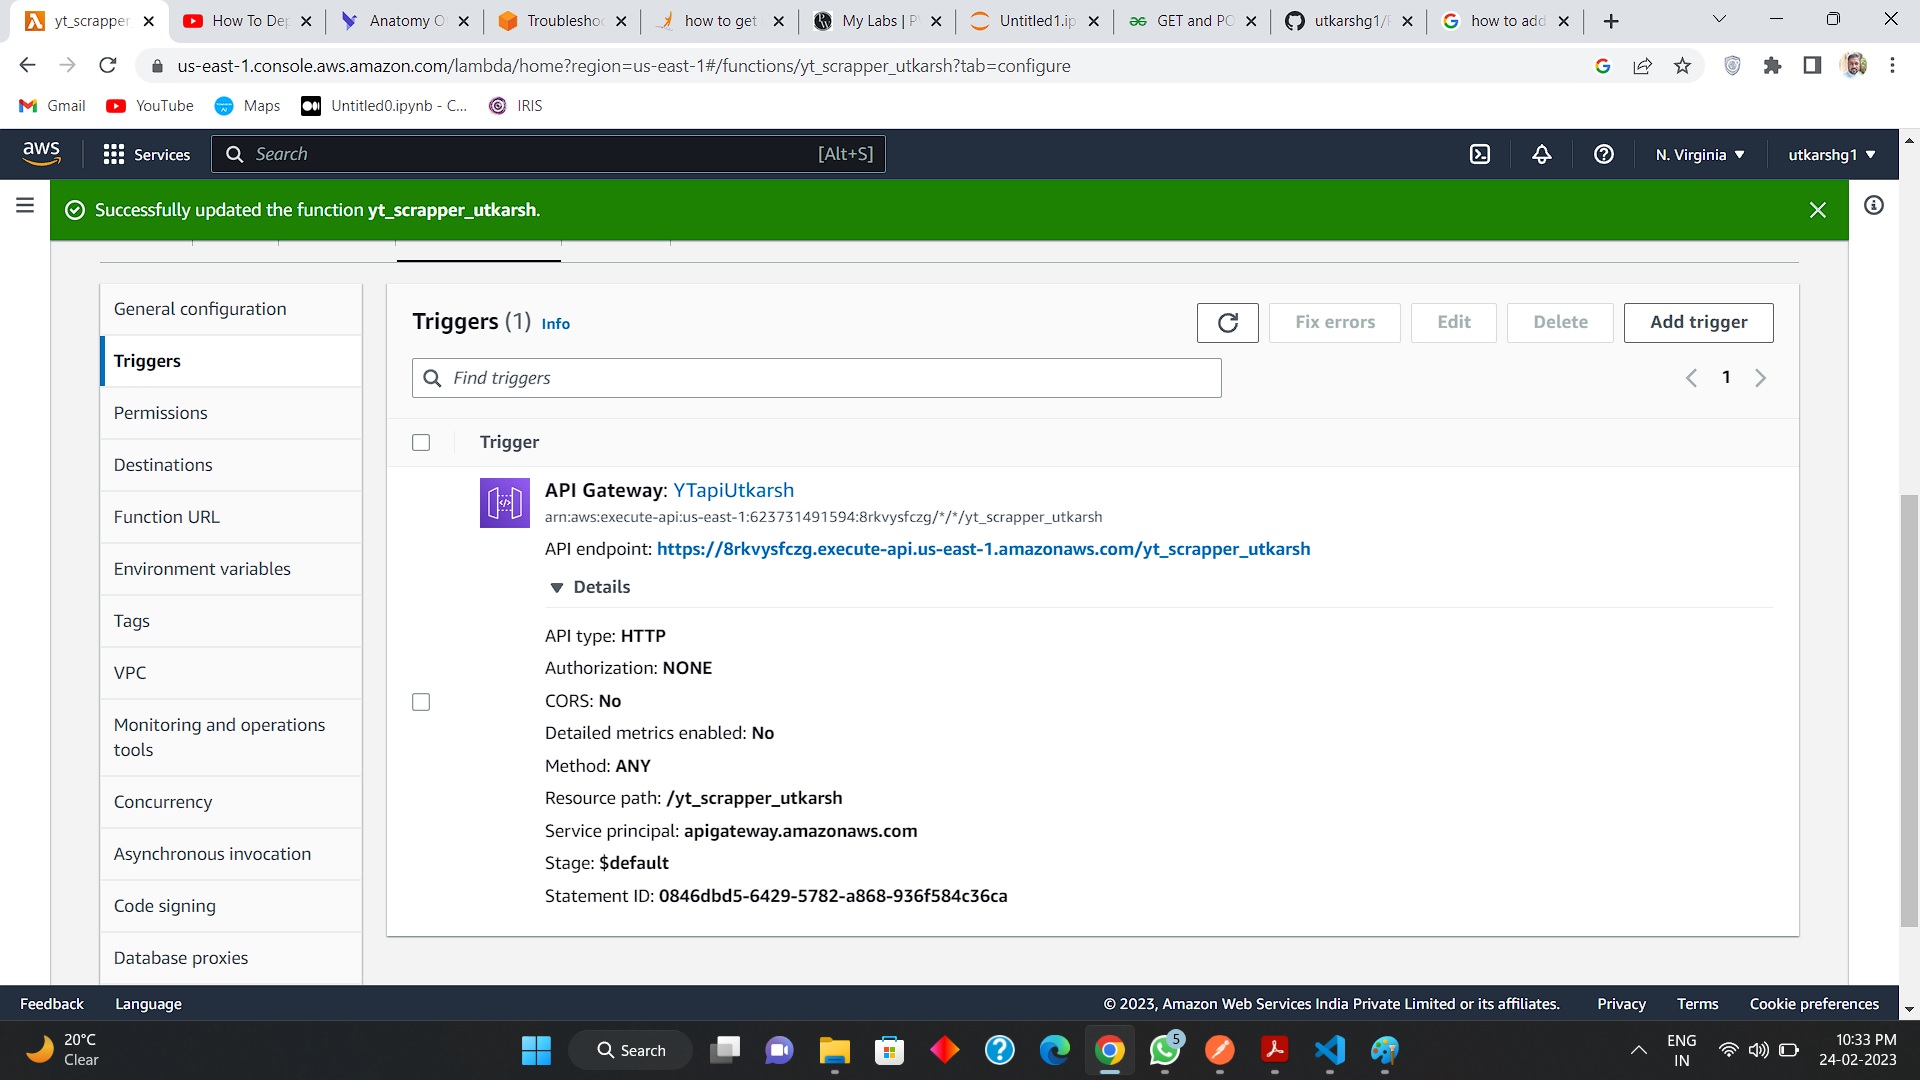 yt_scrapper
How To Dep
Anatomy O
Troublesho
how to get
My Labs | P
Untitled1.ip
GET and PO
utkarshg1/
how to add
us-east-1.console.aws.amazon.com/lambda/home?region=us-east-1#/functions/yt_scrapper_utkarsh?tab=configure
Gmail
YouTube
Maps
Untitled0.ipynb - C...
IRIS
aws
Services
Search
[Alt+S]
N. Virginia
utkarshg1
Successfully updated the function yt_scrapper_utkarsh.
General configuration
Triggers
Permissions
Destinations
Function URL
Environment variables
Tags
VPC
Monitoring and operations
tools
Concurrency
Asynchronous invocation
Code signing
Database proxies
Triggers (1) Info
Fix errors
Edit
Delete
Add trigger
Find triggers
1
Trigger
API Gateway: YTapiUtkarsh
arn:aws:execute-api:us-east-1:623731491594:8rkvysfczg/*/*/yt_scrapper_utkarsh
API endpoint: https://8rkvysfczg.execute-api.us-east-1.amazonaws.com/yt_scrapper_utkarsh
Details
API type: HTTP
Authorization: NONE
CORS: No
Detailed metrics enabled: No
Method: ANY
Resource path: /yt_scrapper_utkarsh
Service principal: apigateway.amazonaws.com
Stage: $default
Statement ID: 0846dbd5-6429-5782-a868-936f584c36ca
Feedback
Language
© 2023, Amazon Web Services India Private Limited or its affiliates.
Privacy
Terms
Cookie preferences
20°C
Clear
Search
5
ENG
IN
10:33 PM
24-02-2023